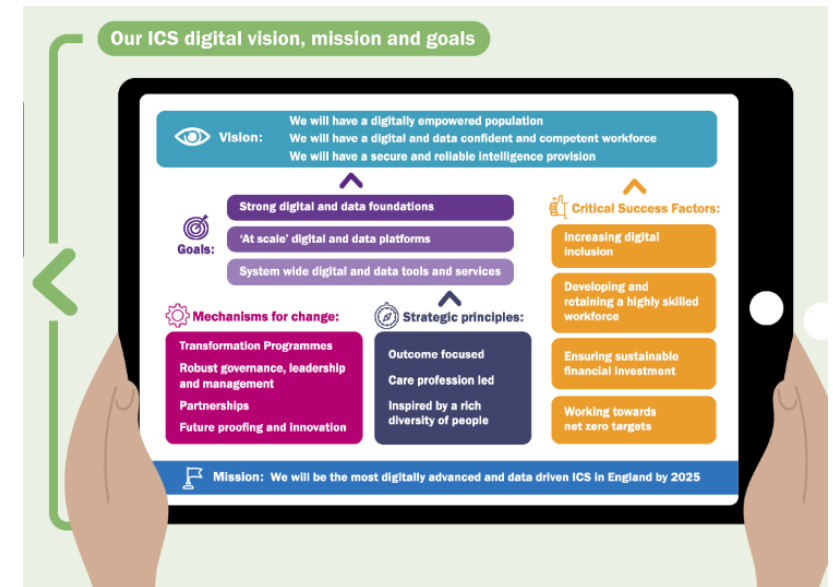 Our ICS digital vision, mission and goals
Vision:
We will have a digitally empowered population
We will have a digital and data confident and competent workforce
We will have a secure and reliable intelligence provision
Goals:
Strong digital and data foundations
‘At scale’ digital and data platforms
System wide digital and data tools and services
Mechanisms for change:
Transformation Programmes
Robust governance, leadership
and management
Partnerships
Future proofing and innovation
Strategic principles:
Outcome focused
Care profession led
Inspired by a rich
diversity of people
Critical Success Factors:
Increasing digital
inclusion
Developing and
retaining a highly skilled
workforce
Ensuring sustainable
financial investment
Working towards
net zero targets
Mission: We will be the most digitally advanced and data driven ICS in England by 2025